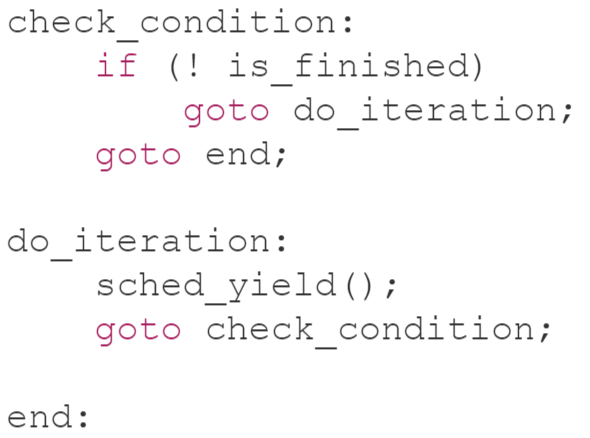 check_condition:
    if (! is_finished)
        goto do_iteration;
    goto end;

do_iteration:
    sched_yield();
    goto check_condition;

end: